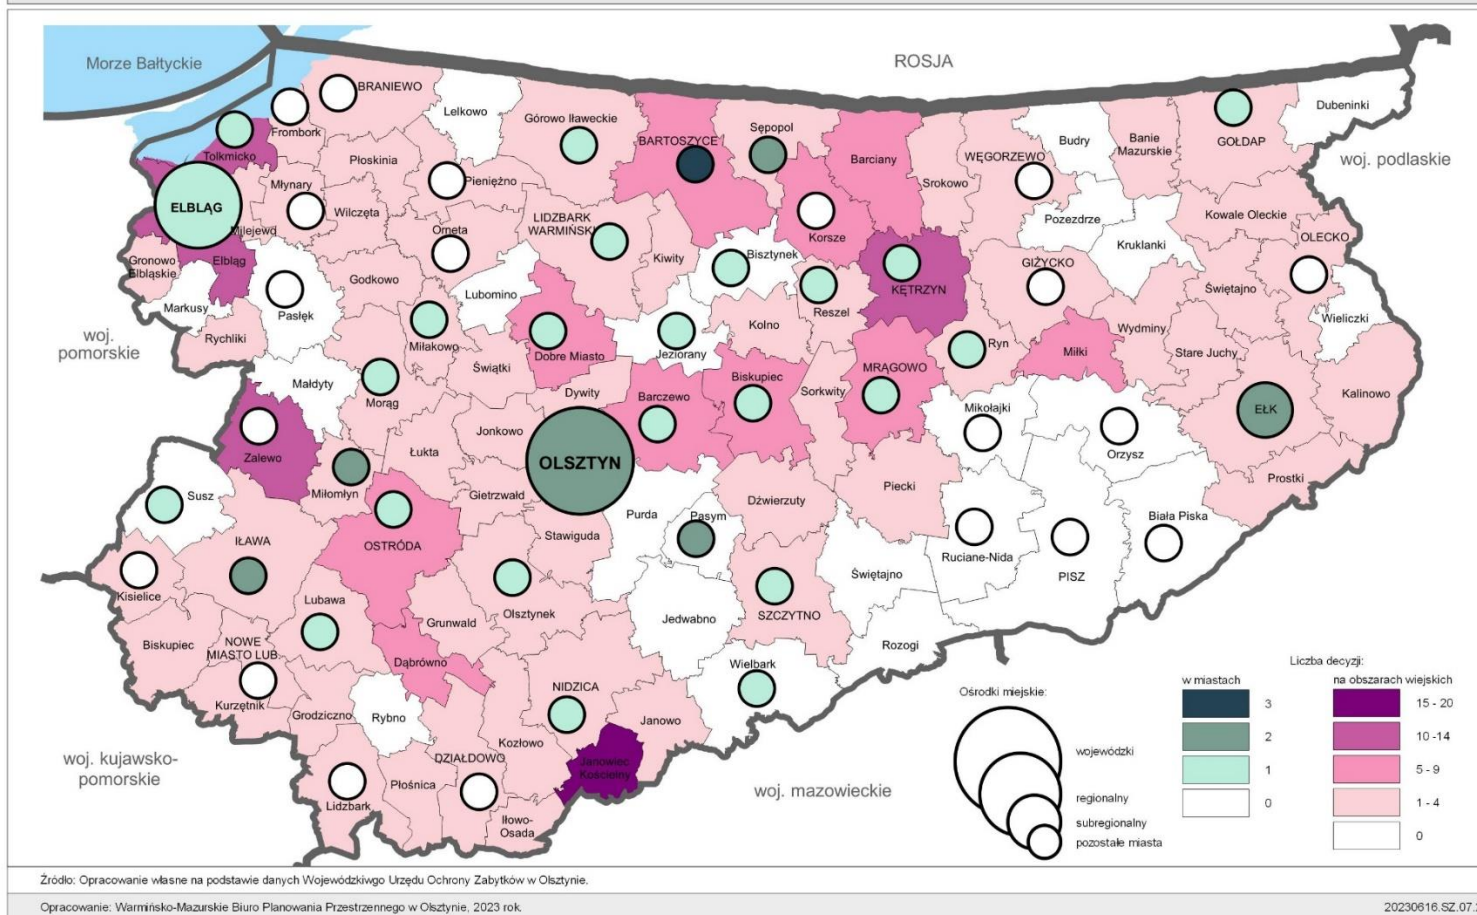 Morze Bałtyckie
ROSJA
BRANIEWO
Frombork
Lelkowo
Górowo Iławeckie
BARTOSZYCE
Sępopol
Barciany
Srokowo
WĘGORZEWO
Budry
Banie
Mazurskie
GOŁDAP
Dubeninki
woj. podlaskie
Tolkmicko
Płoskinia
Pieniężno
Młynary
Wilczęta
ELBLĄG
Milejewo
Elbląg
Gronowo
Elbląskie
Markusy
Pasłęk
Godkowo
Orneta
LIDZBARK
WARMIŃSKI
Kiwity
Bisztynek
Korsze
KĘTRZYN
Reszel
Pozezdrze
Kruklanki
GIŻYCKO
Kowale Oleckie
OLECKO
Świętajno
Wieliczki
woj.
pomorskie
Rychliki
Małdyty
Miłakowo
Lubomino
Dobre Miasto
Jeziorany
Kolno
Ryn
Miłki
Wydminy
Stare Juchy
Kalinowo
Morąg
Świątki
Dywity
Barczewo
Biskupiec
Sorkwity
MRĄGOWO
Mikołajki
Orzysz
EŁK
Prostki
Zalewo
Miłomłyn
Łukta
Jonkowo
OLSZTYN
Gietrzwałd
Stawiguda
Purda
Pasym
Dźwierzuty
Piecki
Ruciane-Nida
PISZ
Biała Piska
Susz
IŁAWA
OSTRÓDA
Kisielice
Lubawa
Olsztynek
Grunwald
SZCZYTNO
Świętajno
Jedwabno
Rozogi
Biskupiec
NOWE
MIASTO LUB.
Kurzętnik
Grodziczno
Dąbrówno
Rybno
NIDZICA
Wielbark
Janowo
Kozłowo
Janowiec
Kościelny
DZIAŁDOWO
Lidzbark
Płośnica
Iłowo-
Osada
woj. kujawsko-
pomorskie
woj. mazowieckie
Ośrodki miejskie:
wojewódzki
regionalny
subregionalny
pozostałe miasta
Liczba decyzji:
w miastach
3
2
1
0
na obszarach wiejskich
15 - 20
10 -14
5 - 9
1 - 4
0
Źródło: Opracowanie własne na podstawie danych Wojewódzkiwgo Urzędu Ochrony Zabytków w Olsztynie.
Opracowanie: Warmińsko-Mazurskie Biuro Planowania Przestrzennego w Olsztynie, 2023 rok.